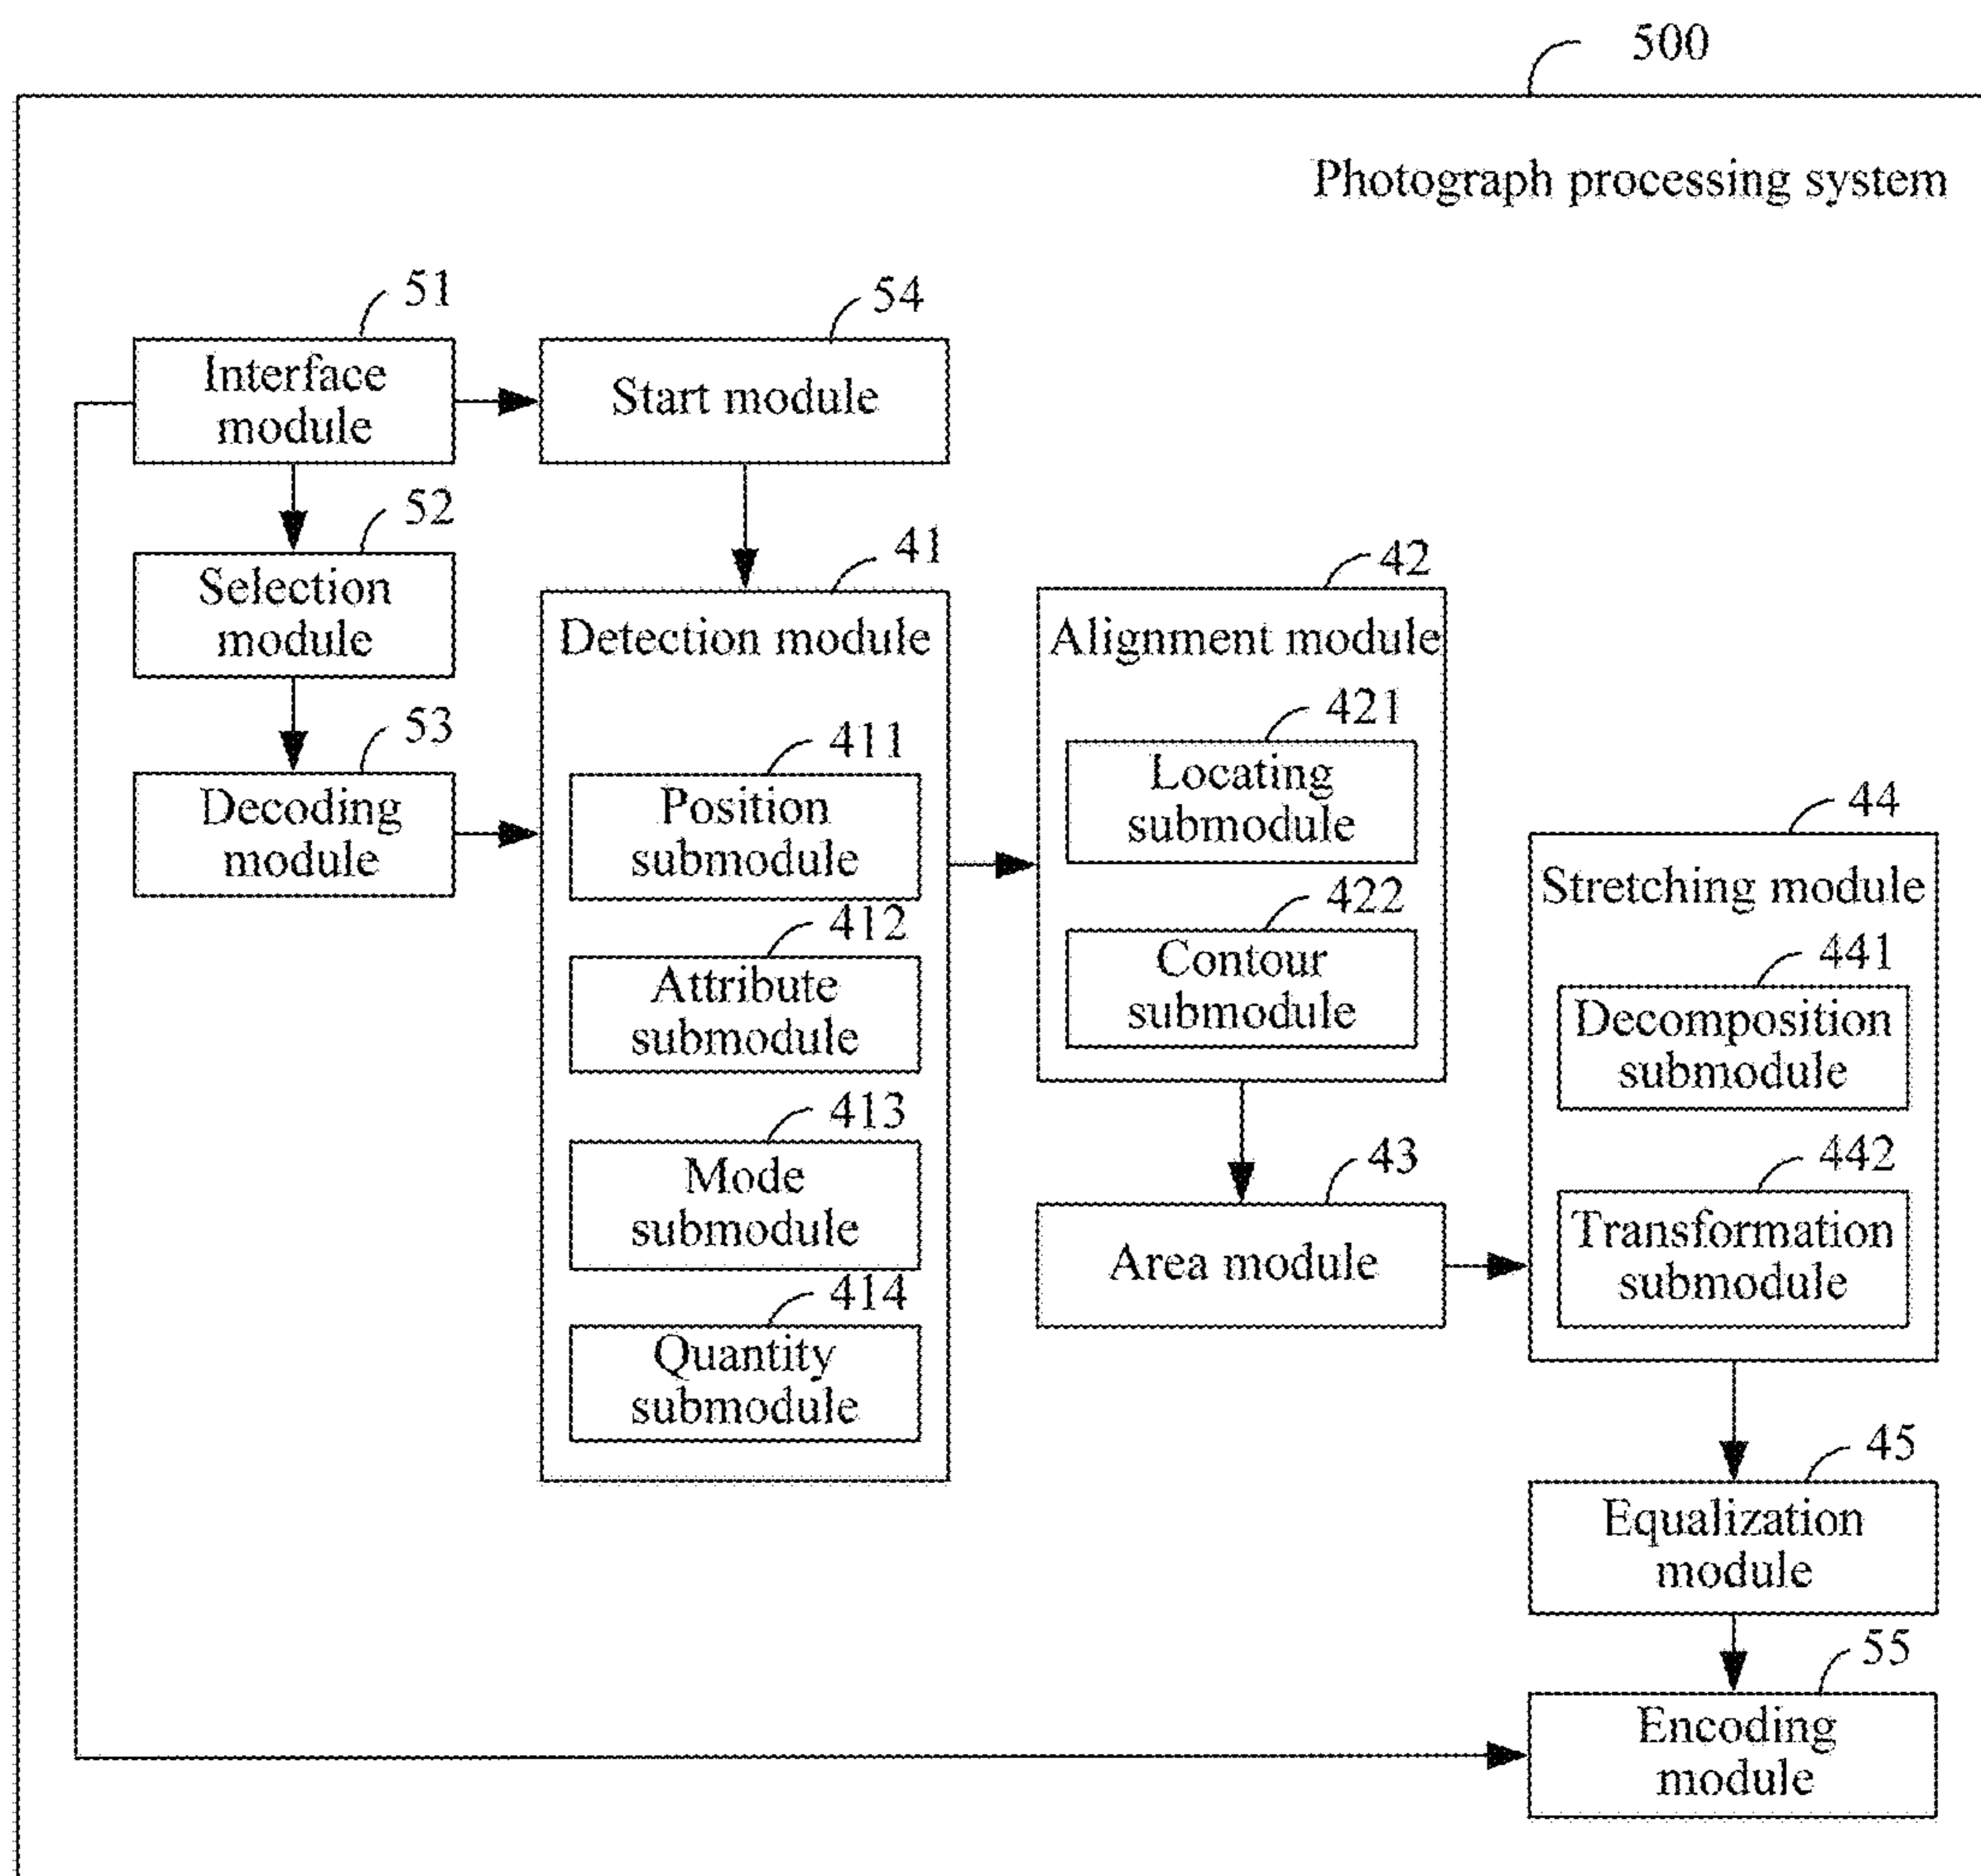 500
Photograph processing system
51
Interface
module
54
Start module
52
Selection
module
53
Decoding
module
41
Detection module
411
Position
submodule
412
Attribute
submodule
413
Mode
submodule
414
Quantity
submodule
42
Alignment module
421
Locating
submodule
422
Contour
submodule
43
Area module
44
Stretching module
441
Decomposition
submodule
442
Transformation
submodule
45
Equalization
module
55
Encoding
module